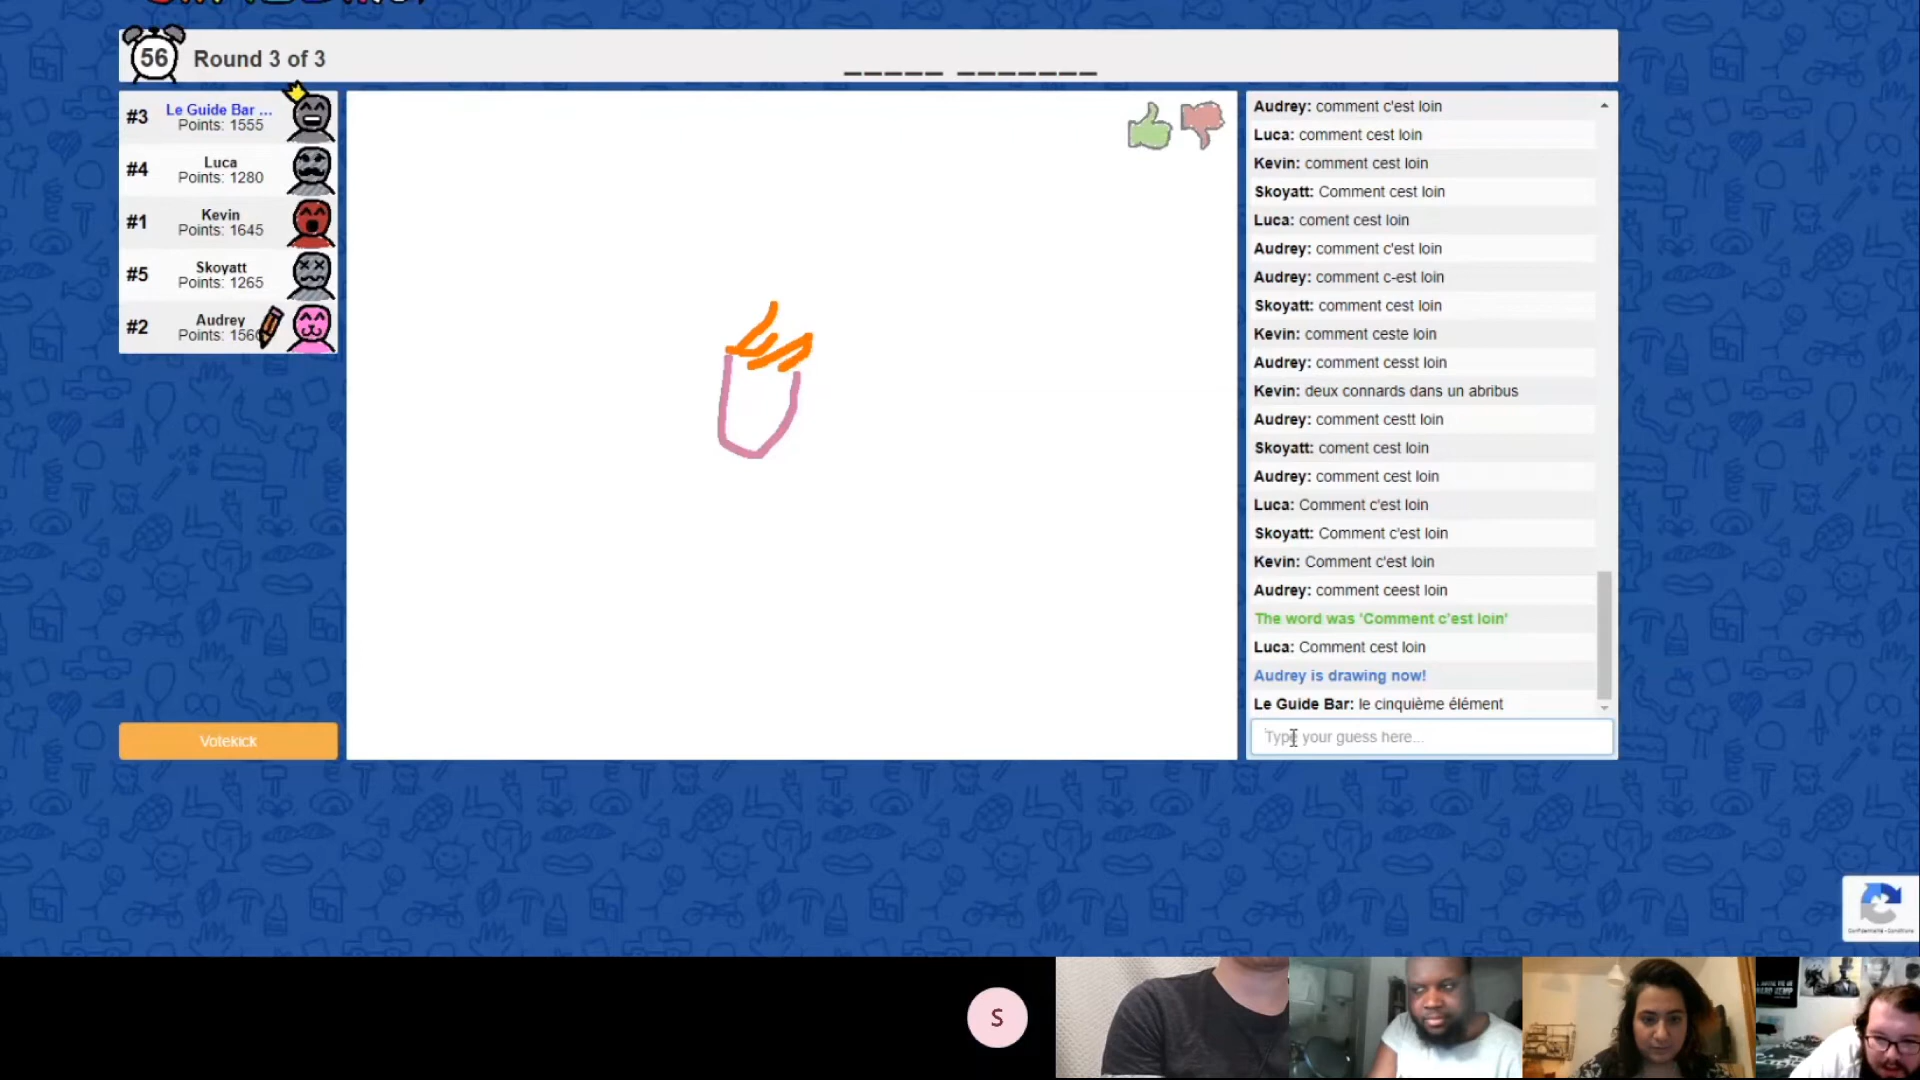 56
Round 3 of 3
_____ _______
#3 Le Guide Bar ...
Points: 1555
#4 Luca
Points: 1280
#1 Kevin
Points: 1645
#5 Skoyatt
Points: 1265
#2 Audrey
Points: 1560
Votekick
Audrey: comment c'est loin
Luca: comment cest loin
Kevin: comment cest loin
Skoyatt: Comment cest loin
Luca: coment cest loin
Audrey: comment c'est loin
Audrey: comment c-est loin
Skoyatt: comment cest loin
Kevin: comment ceste loin
Audrey: comment cesst loin
Kevin: deux connards dans un abribus
Audrey: comment cestt loin
Skoyatt: coment cest loin
Audrey: comment cest loin
Luca: Comment c'est loin
Skoyatt: Comment c'est loin
Kevin: Comment c'est loin
Audrey: comment ceest loin
The word was 'Comment c'est loin'
Luca: Comment cest loin
Audrey is drawing now!
Le Guide Bar: le cinquième élément
Type your guess here...
Confidentialité - Conditions
S